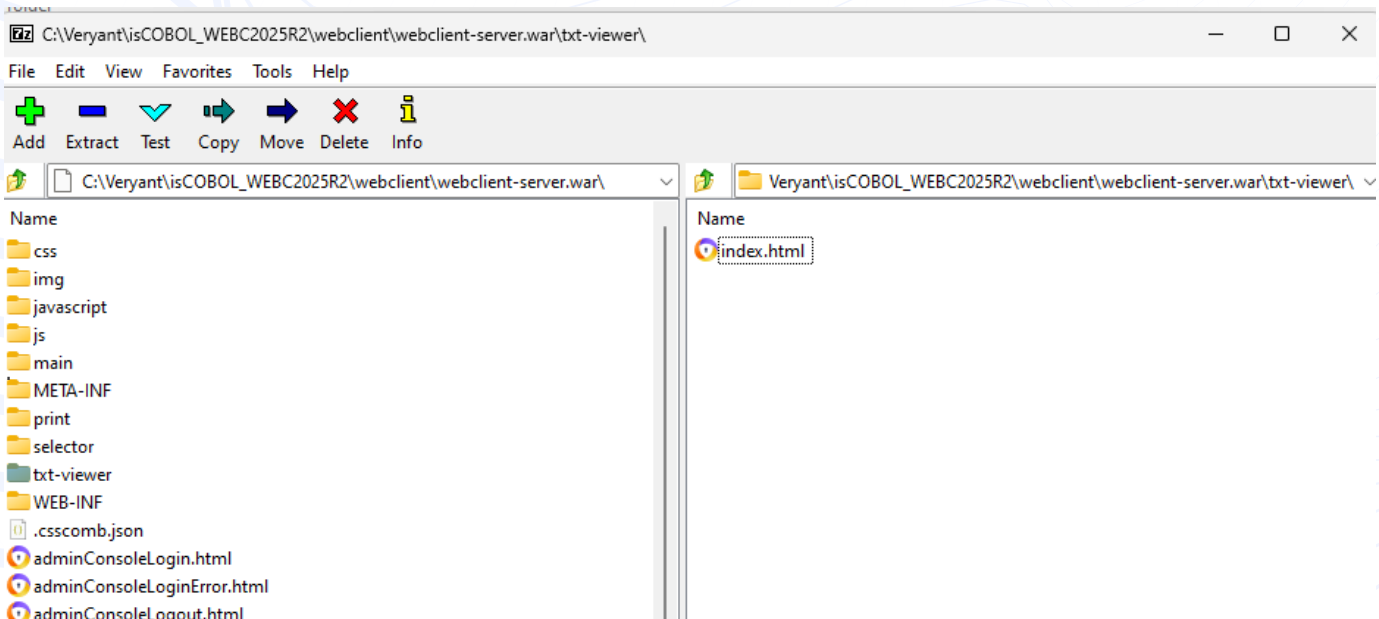 folder
C:\Veryant\isCOBOL_WEBC2025R2\webclient\webclient-server.war\txt-viewer\
File Edit View Favorites Tools Help
Add Extract Test Copy Move Delete Info
C:\Veryant\isCOBOL_WEBC2025R2\webclient\webclient-server.war\
Veryant\isCOBOL_WEBC2025R2\webclient\webclient-server.war\txt-viewer\
Name
css
img
javascript
js
main
META-INF
print
selector
txt-viewer
WEB-INF
.csscomb.json
adminConsoleLogin.html
adminConsoleLoginError.html
adminConsoleLogout.html
Name
index.html